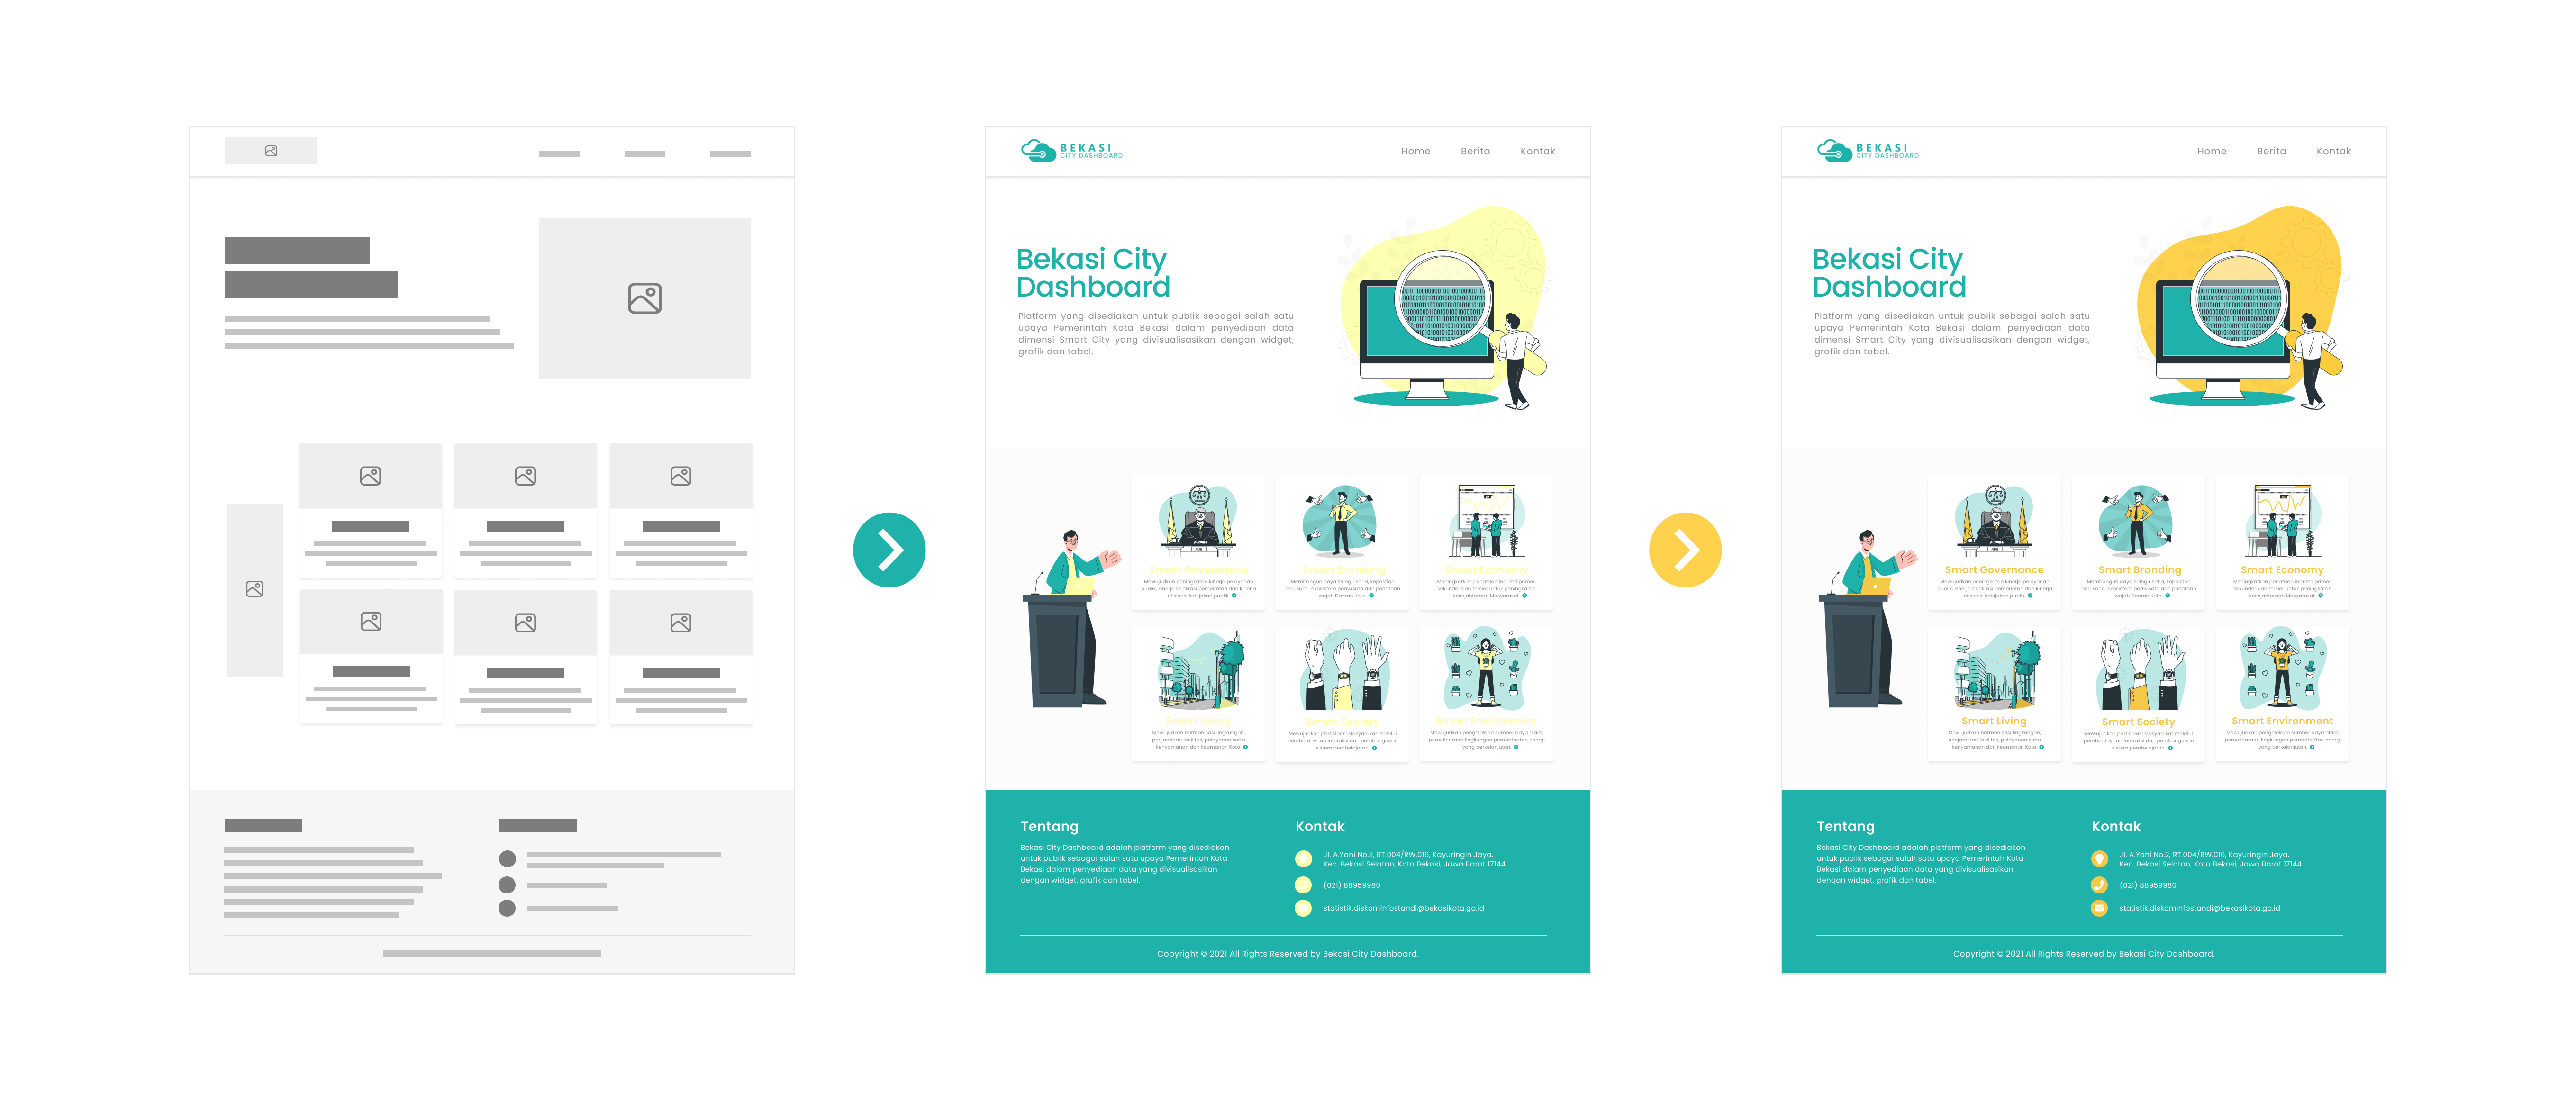 BEKASI
CITY DASHBOARD
Home
Berita
Kontak
Bekasi City
Dashboard
Platform yang disediakan untuk publik sebagai salah satu
upaya Pemerintah Kota Bekasi dalam penyediaan data
dimensi Smart City yang divisualisasikan dengan widget,
grafik dan tabel.
Smart Governance
Mewujudkan peningkatan kinerja pelayanan
publik, kinerja birokrasi pemerintah dan kinerja
efisiensi kebijakan publik.
Smart Branding
Membangun daya saing usaha, kepastian
berusaha, ekosistem pariwisata dan penataan
wajah Daerah Kota.
Smart Economy
Meningkatkan penataan industri primer,
sekunder dan tersier untuk peningkatan
kesejahteraan Masyarakat.
Smart Living
Mewujudkan harmonisasi lingkungan,
penjaminan fasilitas, pelayanan serta
kenyamanan dan keamanan Kota.
Smart Society
Mewujudkan partisipasi Masyarakat melalui
pemberdayaan interaksi dan pembangunan
sistem pembelajaran.
Smart Environment
Mewujudkan pengelolaan sumber daya alam,
pemeliharaan lingkungan pemanfaatan energi
yang berkelanjutan.
Tentang
Bekasi City Dashboard adalah platform yang disediakan
untuk publik sebagai salah satu upaya Pemerintah Kota
Bekasi dalam penyediaan data yang divisualisasikan
dengan widget, grafik dan tabel.
Kontak
Jl. A.Yani No.2, RT.004/RW.016, Kayuringin Jaya,
Kec. Bekasi Selatan, Kota Bekasi, Jawa Barat 17144
(021) 88959980
statistik.diskominfostandi@bekasikota.go.id
Copyright © 2021 All Rights Reserved by Bekasi City Dashboard.
BEKASI
CITY DASHBOARD
Home
Berita
Kontak
Bekasi City
Dashboard
Platform yang disediakan untuk publik sebagai salah satu
upaya Pemerintah Kota Bekasi dalam penyediaan data
dimensi Smart City yang divisualisasikan dengan widget,
grafik dan tabel.
Smart Governance
Mewujudkan peningkatan kinerja pelayanan
publik, kinerja birokrasi pemerintah dan kinerja
efisiensi kebijakan publik.
Smart Branding
Membangun daya saing usaha, kepastian
berusaha, ekosistem pariwisata dan penataan
wajah Daerah Kota.
Smart Economy
Meningkatkan penataan industri primer,
sekunder dan tersier untuk peningkatan
kesejahteraan Masyarakat.
Smart Living
Mewujudkan harmonisasi lingkungan,
penjaminan fasilitas, pelayanan serta
kenyamanan dan keamanan Kota.
Smart Society
Mewujudkan partisipasi Masyarakat melalui
pemberdayaan interaksi dan pembangunan
sistem pembelajaran.
Smart Environment
Mewujudkan pengelolaan sumber daya alam,
pemeliharaan lingkungan pemanfaatan energi
yang berkelanjutan.
Tentang
Bekasi City Dashboard adalah platform yang disediakan
untuk publik sebagai salah satu upaya Pemerintah Kota
Bekasi dalam penyediaan data yang divisualisasikan
dengan widget, grafik dan tabel.
Kontak
Jl. A.Yani No.2, RT.004/RW.016, Kayuringin Jaya,
Kec. Bekasi Selatan, Kota Bekasi, Jawa Barat 17144
(021) 88959980
statistik.diskominfostandi@bekasikota.go.id
Copyright © 2021 All Rights Reserved by Bekasi City Dashboard.